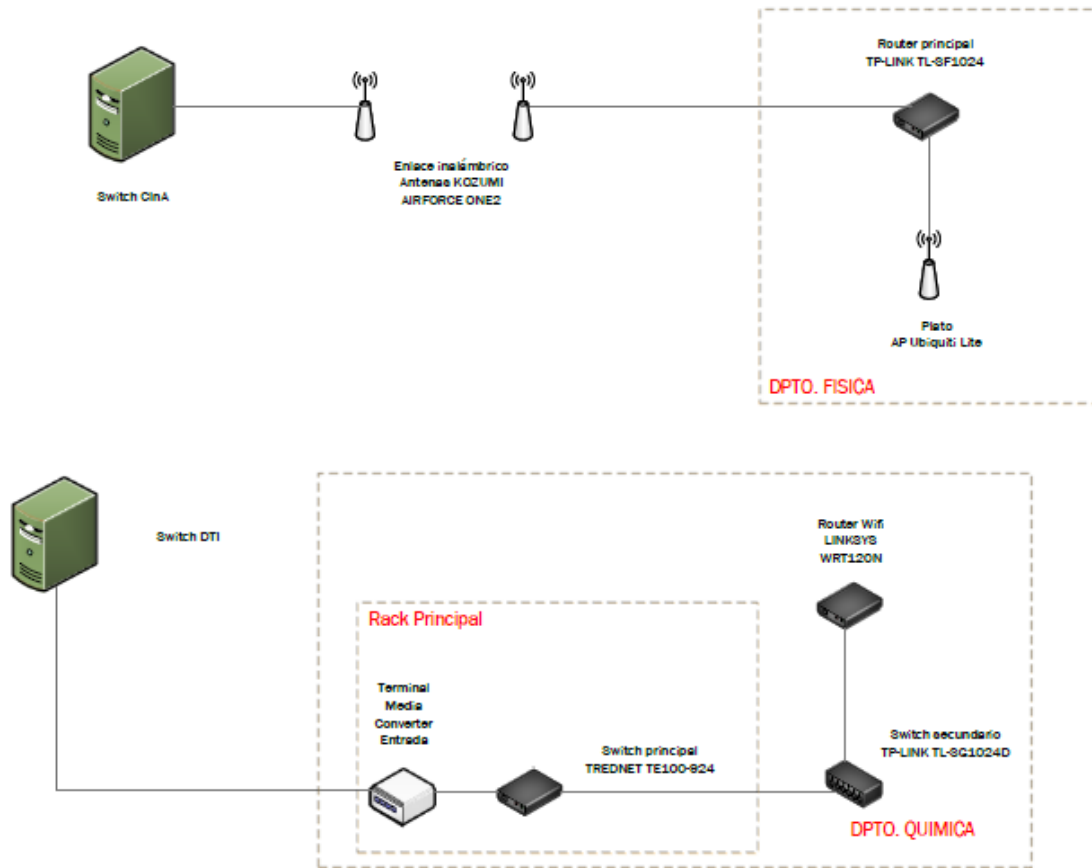 Router principal
TP-LINK TL-SF1024
Switch CinA
Enlace inalámbrico
Antenas KOZUMI
AIRFORCE ONE2
Plato
AP Ubiquiti Lite
DPTO. FISICA
Switch DTI
Router Wifi
LINKSYS
WRT120N
Rack Principal
Terminal
Media
Converter
Entrada
Switch principal
TREDNET TE100-S24
Switch secundario
TP-LINK TL-SG1024D
DPTO. QUIMICA